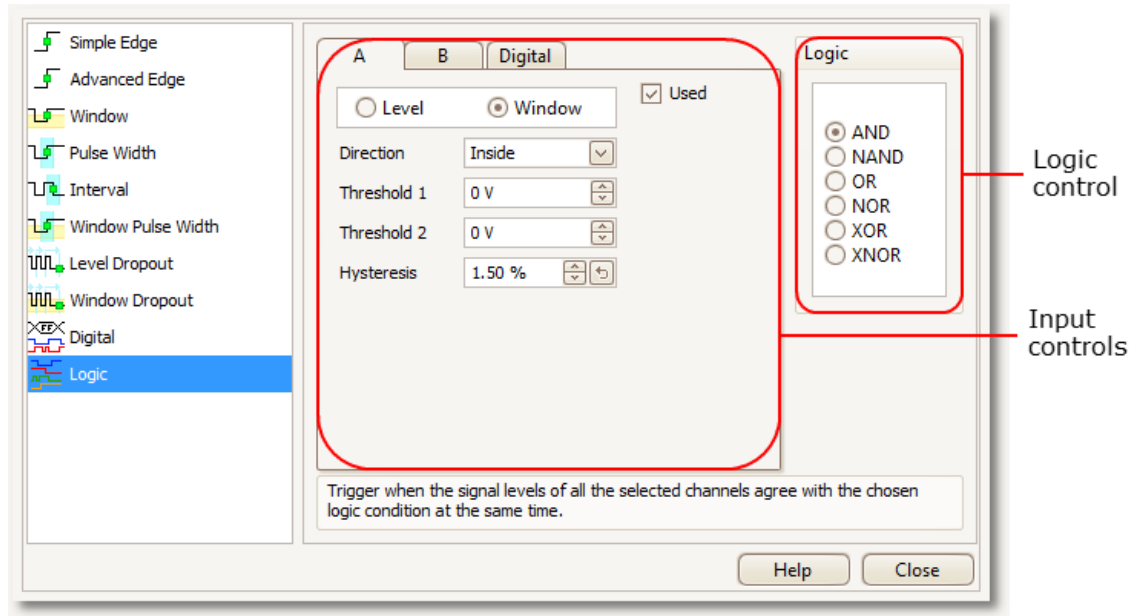 Simple Edge
Advanced Edge
Window
Pulse Width
Interval
Window Pulse Width
Level Dropout
Window Dropout
FF
Digital
Logic
A B Digital
Level Window
Used
Direction Inside
Threshold 1 0 V
Threshold 2 0 V
Hysteresis 1.50 %
Logic
AND
NAND
OR
NOR
XOR
XNOR
Trigger when the signal levels of all the selected channels agree with the chosen
logic condition at the same time.
Help Close
Logic
control
Input
controls